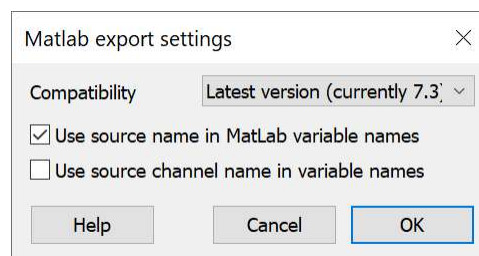 Matlab export settings
Compatibility Latest version (currently 7.3)
Use source name in MatLab variable names
Use source channel name in variable names
Help Cancel OK